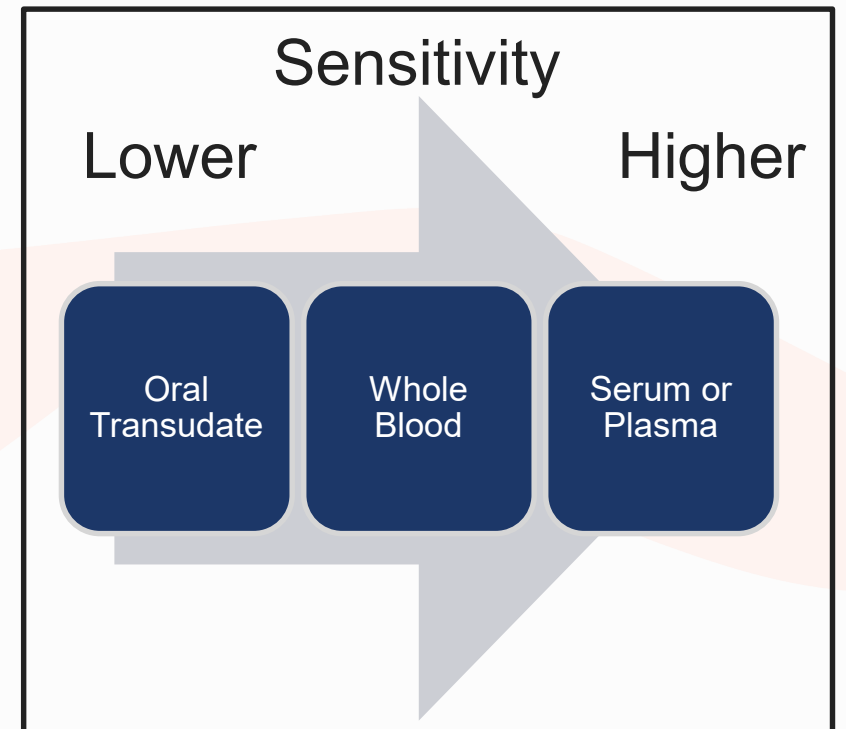 Sensitivity
Lower Higher
Oral
Transudate
Whole
Blood
Serum or
Plasma